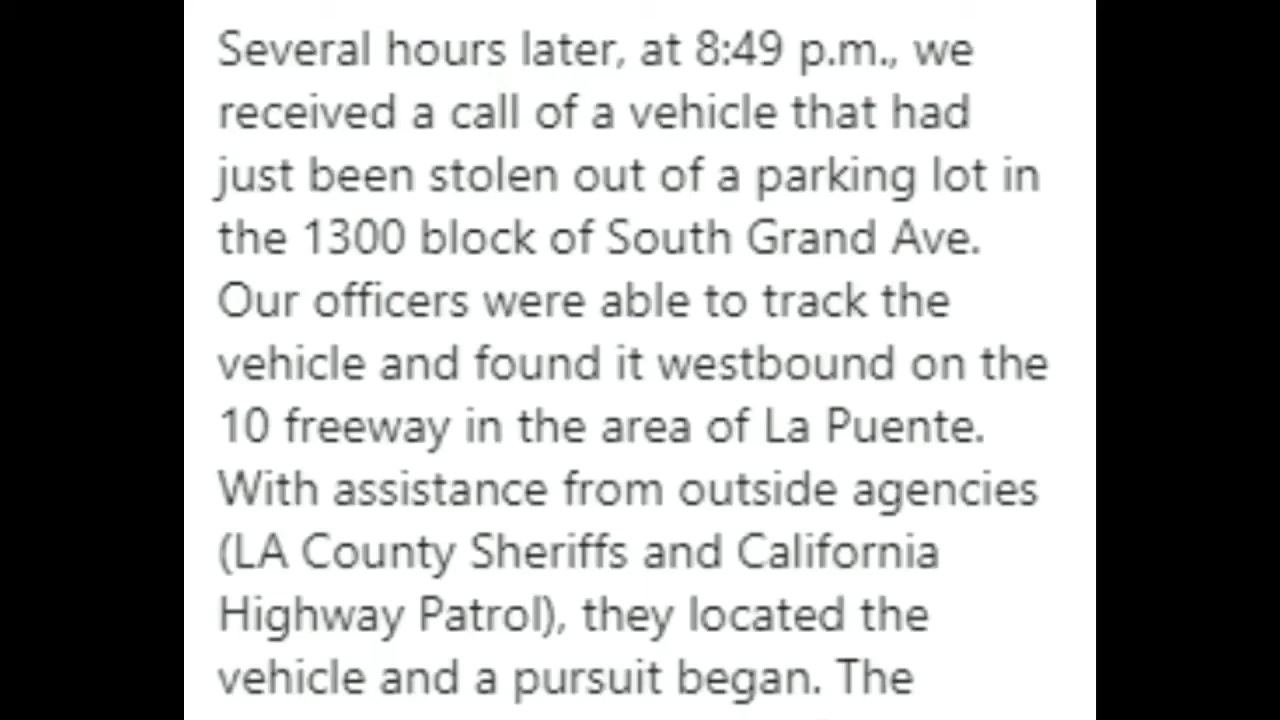 Several hours later, at 8:49 p.m., we
received a call of a vehicle that had
just been stolen out of a parking lot in
the 1300 block of South Grand Ave.
Our officers were able to track the
vehicle and found it westbound on the
10 freeway in the area of La Puente.
With assistance from outside agencies
(LA County Sheriffs and California
Highway Patrol), they located the
vehicle and a pursuit began. The